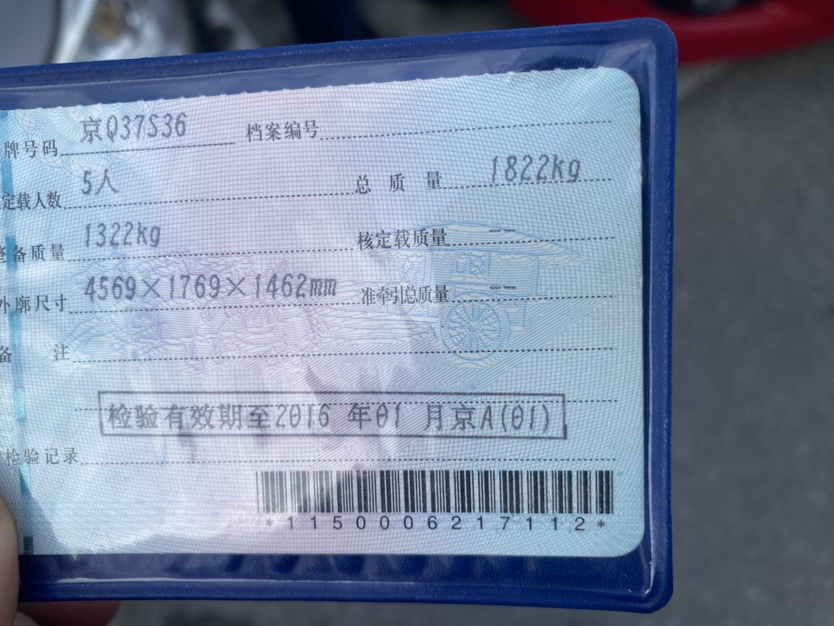 牌号码 京Q37S36 档案编号
定载人数 5人 总质量 1822kg
整备质量 1322kg 核定载质量 --
外廓尺寸 4569×1769×1462mm 准牵引总质量 --
备注
检验有效期至2016年01月京A(01)
检验记录
*1150006217112*